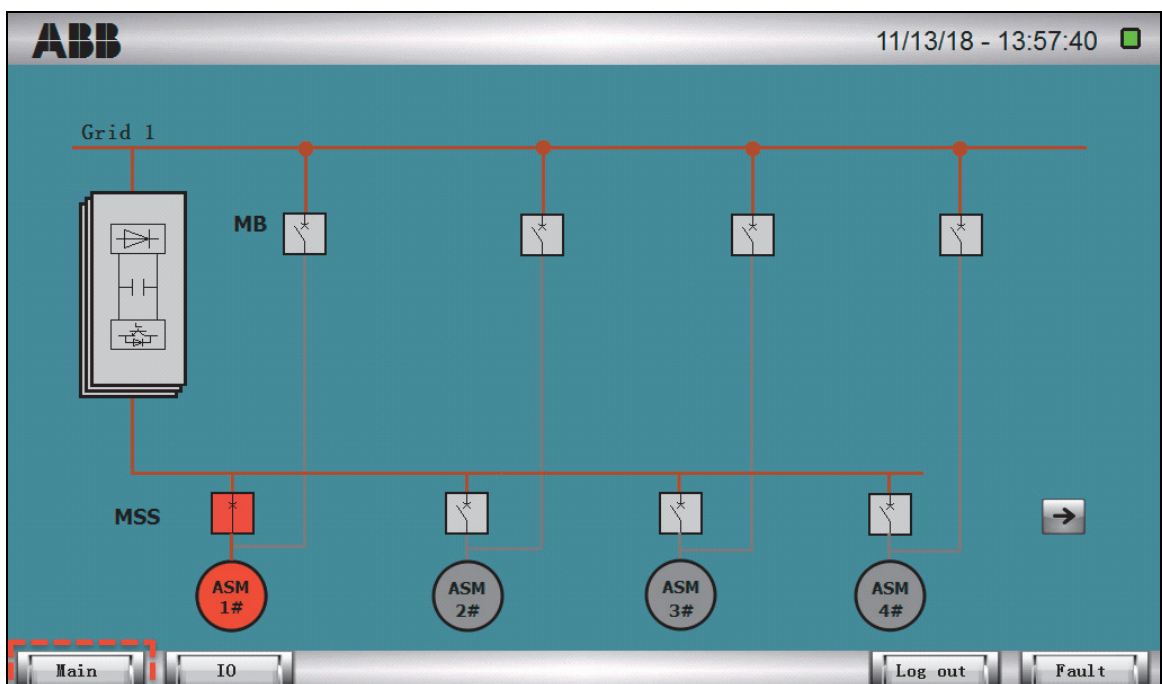 ABB
11/13/18 - 13:57:40
Grid 1
MB
MSS
ASM
1#
ASM
2#
ASM
3#
ASM
4#
Main
IO
Log out
Fault